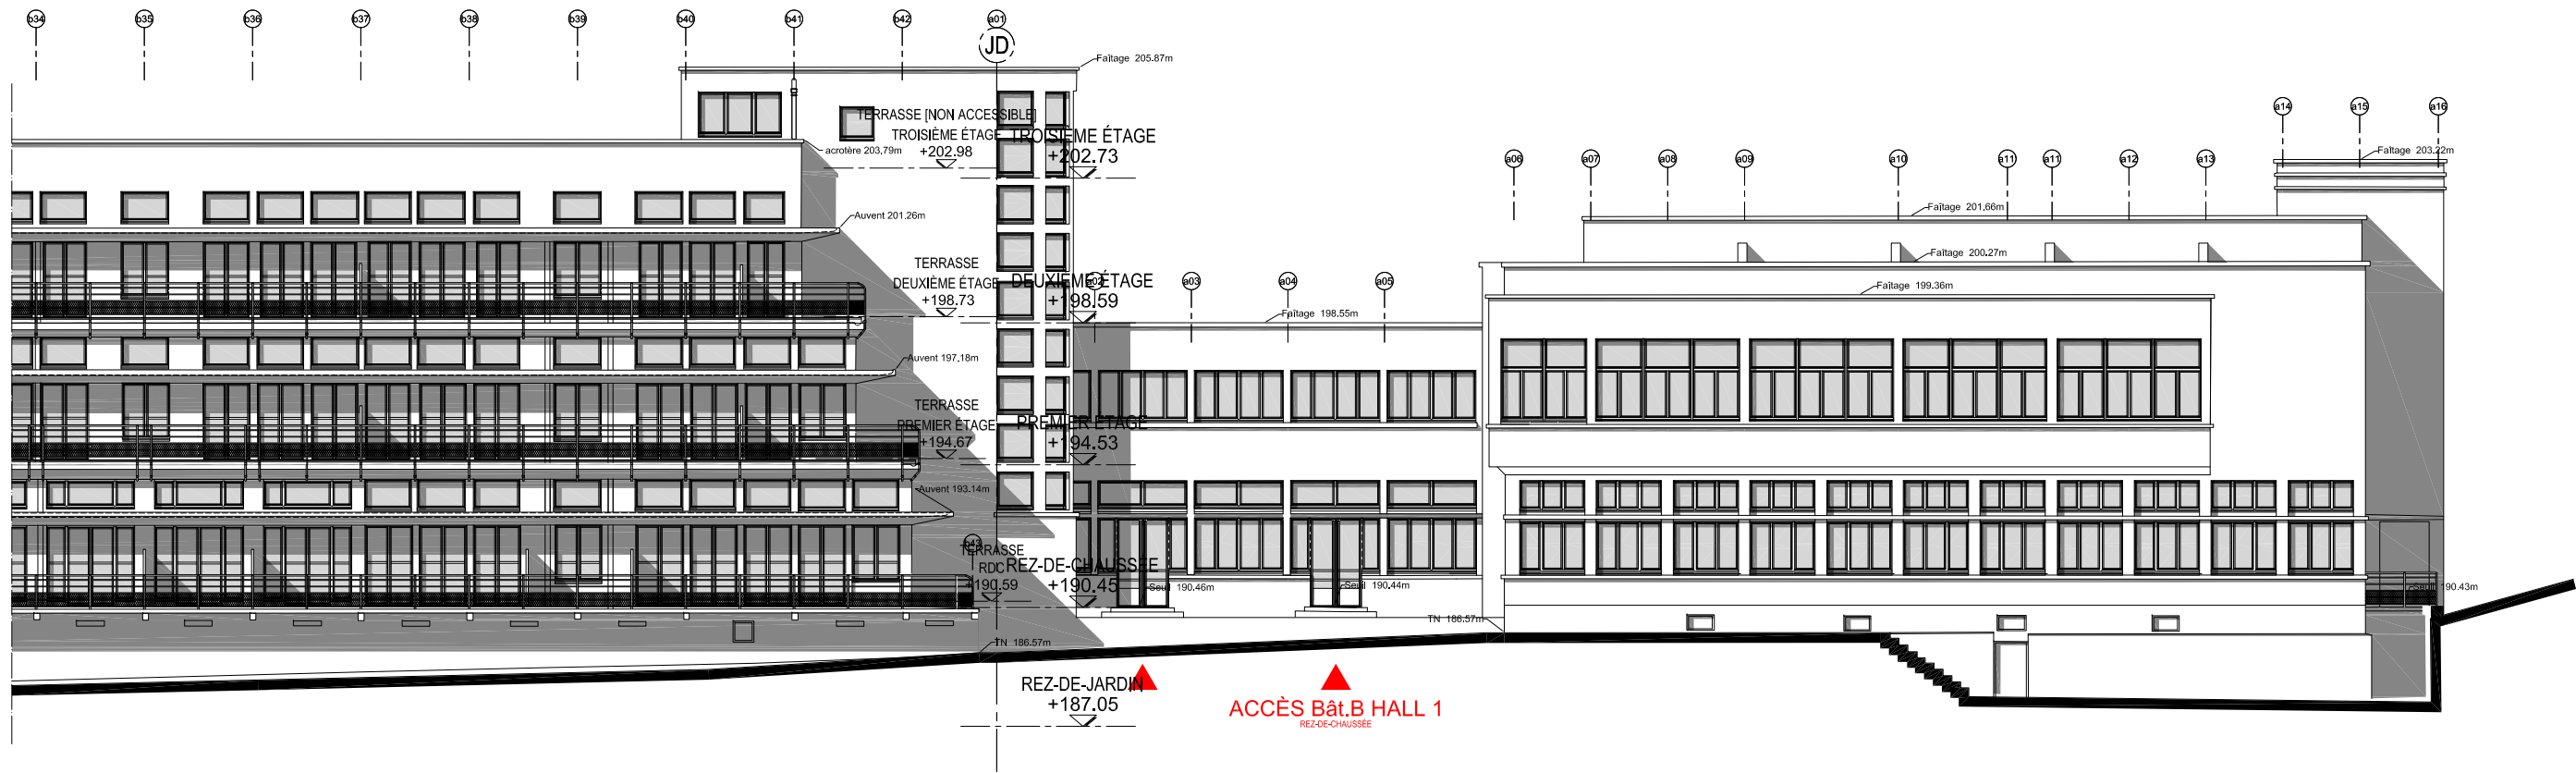 b34 b35 b36 b37 b38 b39 b40 b41 b42 a01
JD
Faîtage 205.87m
TERRASSE [NON ACCESSIBLE]
TROISIÈME ÉTAGE
+202.98
TROISIÈME ÉTAGE
+202.73
acrotère 203,79m
a14 a15 a16
a06 a07 a08 a09 a10 a11 a11 a12 a13
Faîtage 203.22m
Auvent 201.26m
Faîtage 201,66m
Faîtage 200.27m
TERRASSE
DEUXIÈME ÉTAGE
+198.73
DEUXIÈME ÉTAGE
+198.59
a02 a03 a04 a05
Faîtage 199.36m
Faîtage 198.55m
Auvent 197,18m
TERRASSE
PREMIER ÉTAGE
+194.67
PREMIER ÉTAGE
+194.53
Auvent 193.14m
b43
TERRASSE
RDC
+190.59
REZ-DE-CHAUSSÉE
+190.45
Seuil 190.46m
Seuil 190.44m
Seuil 190.43m
TN 186.57m
TN 186.57m
REZ-DE-JARDIN
+187.05
ACCÈS Bât.B HALL 1
REZ-DE-CHAUSSÉE